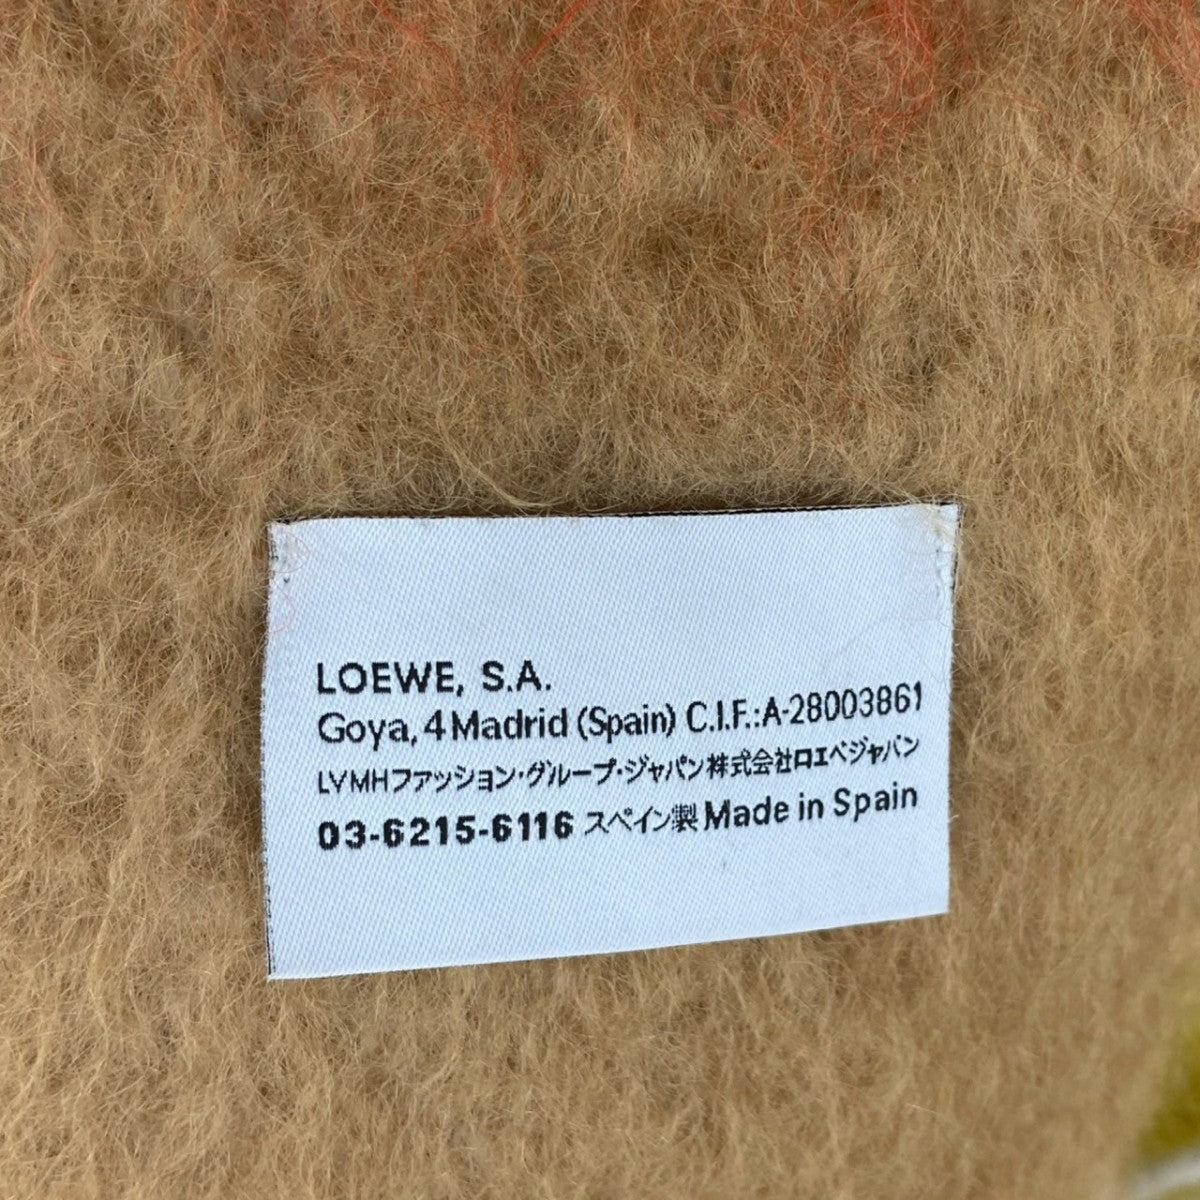 LOEWE, S.A.
Goya, 4 Madrid (Spain) C.I.F.:A-28003861
LVMHファッション・グループ・ジャパン株式会社ロエベジャパン
03-6215-6116 スペイン製 Made in Spain